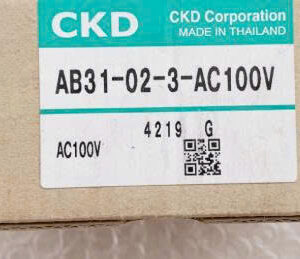 CKD
CKD Corporation
MADE IN THAILAND
AB31-02-3-AC100V
4219 G
AC100V